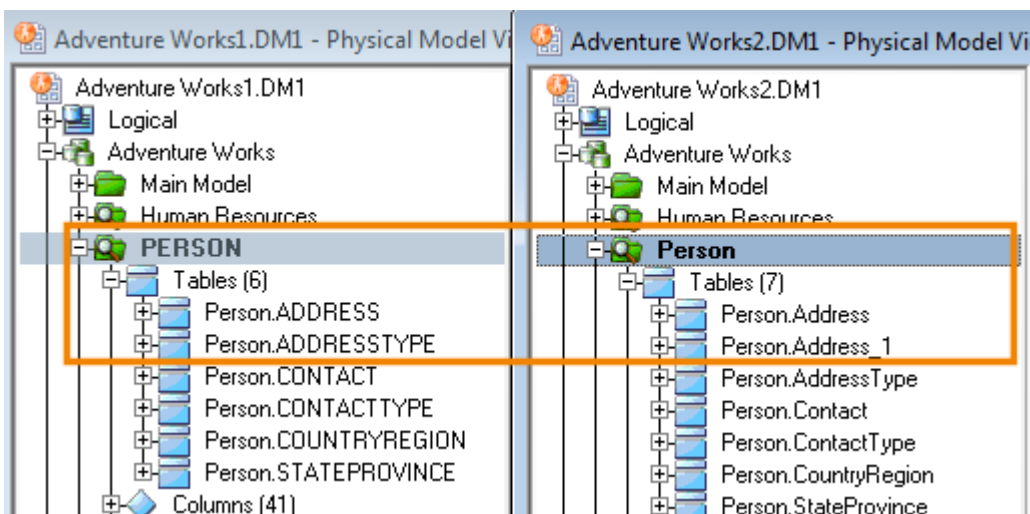 Adventure Works1.DM1 - Physical Model Vi
Adventure Works1.DM1
Logical
Adventure Works
Main Model
Human Resources
PERSON
Tables (6)
Person.ADDRESS
Person.ADDRESSTYPE
Person.CONTACT
Person.CONTACTTYPE
Person.COUNTRYREGION
Person.STATEPROVINCE
Columns (41)
Adventure Works2.DM1 - Physical Model Vi
Adventure Works2.DM1
Logical
Adventure Works
Main Model
Human Resources
Person
Tables (7)
Person.Address
Person.Address_1
Person.AddressType
Person.Contact
Person.ContactType
Person.CountryRegion
Person.StateProvince